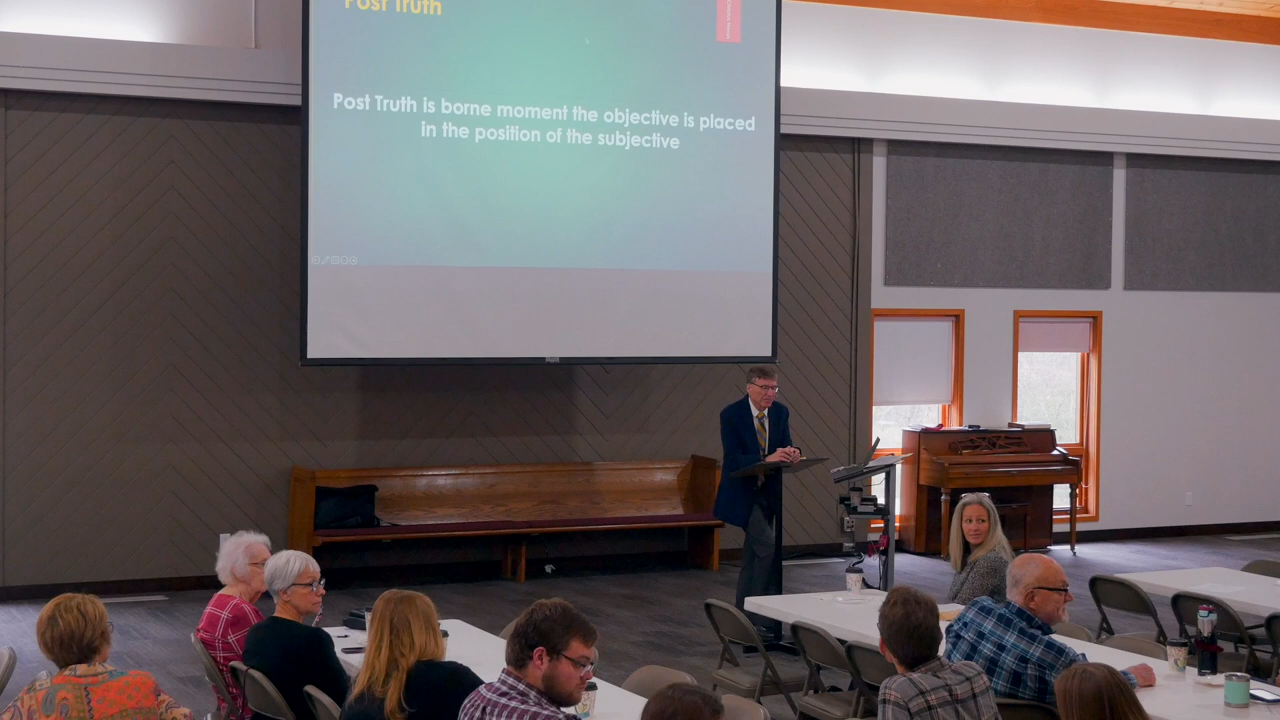 Post Truth
Post Truth is borne moment the objective is placed
in the position of the subjective